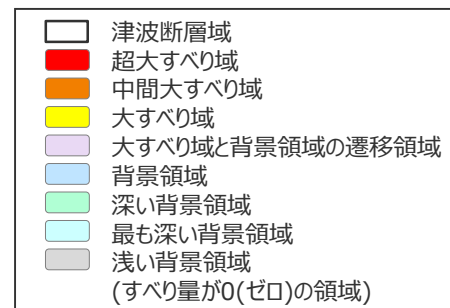 津波断層域
超大すべり域
中間大すべり域
大すべり域
大すべり域と背景領域の遷移領域
背景領域
深い背景領域
最も深い背景領域
浅い背景領域
(すべり量が0(ゼロ)の領域)